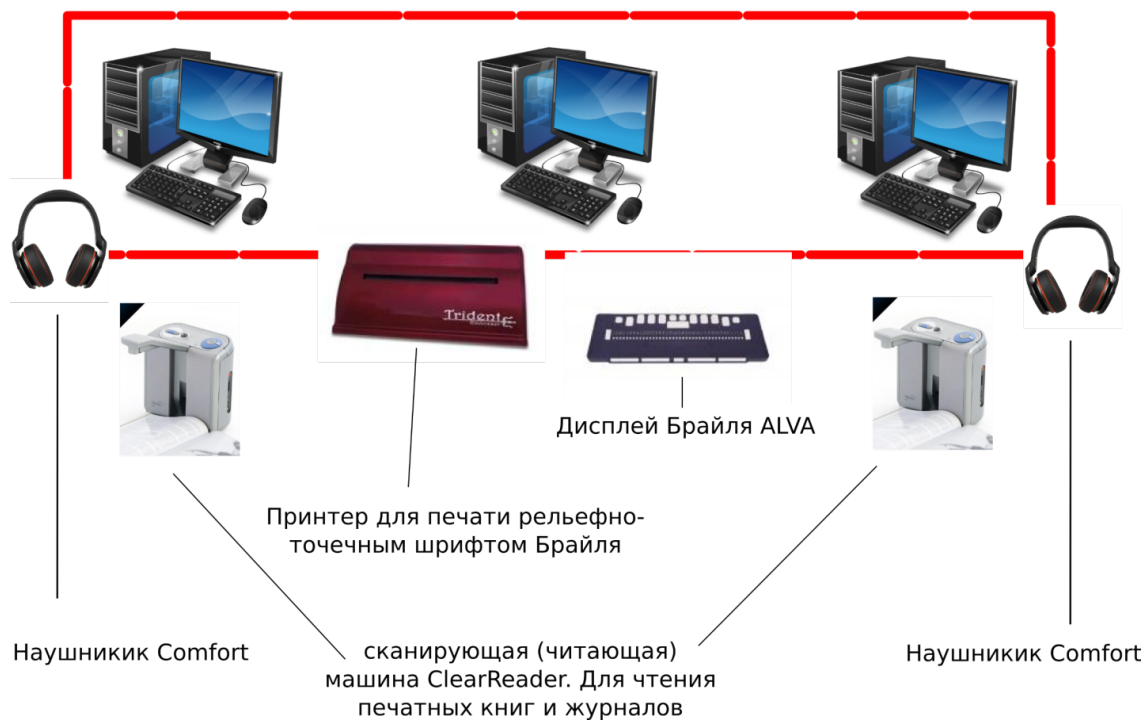 Trident
Дисплей Брайля ALVA
Принтер для печати рельефно-
точечным шрифтом Брайля
Наушникик Comfort
сканирующая (читающая)
машина ClearReader. Для чтения
печатных книг и журналов
Наушникик Comfort